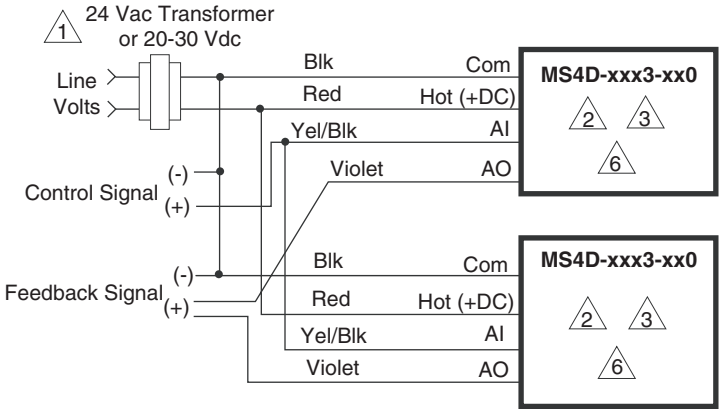 1
24 Vac Transformer
or 20-30 Vdc
Line
Volts
Blk
Com
Red
Hot (+DC)
Yel/Blk
AI
Violet
AO
MS4D-xxx3-xx0
2
3
6
Control Signal
(-)
(+)
Feedback Signal
(-)
(+)
Blk
Com
Red
Hot (+DC)
Yel/Blk
AI
Violet
AO
MS4D-xxx3-xx0
2
3
6